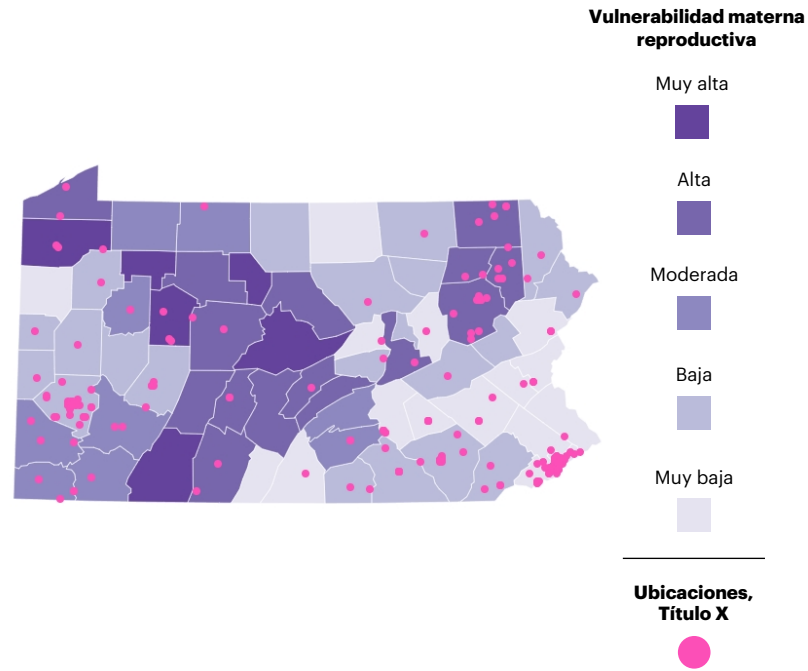 Vulnerabilidad materna
reproductiva
Muy alta
Alta
Moderada
Baja
Muy baja
Ubicaciones,
Título X